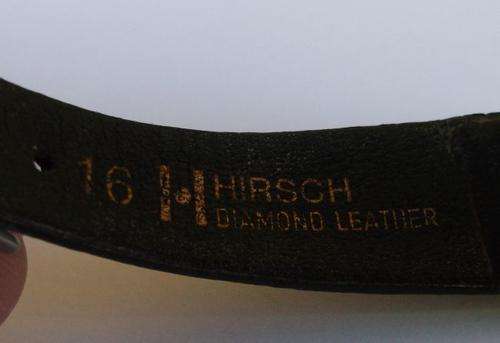 16 H HIRSCH
DIAMOND LEATHER